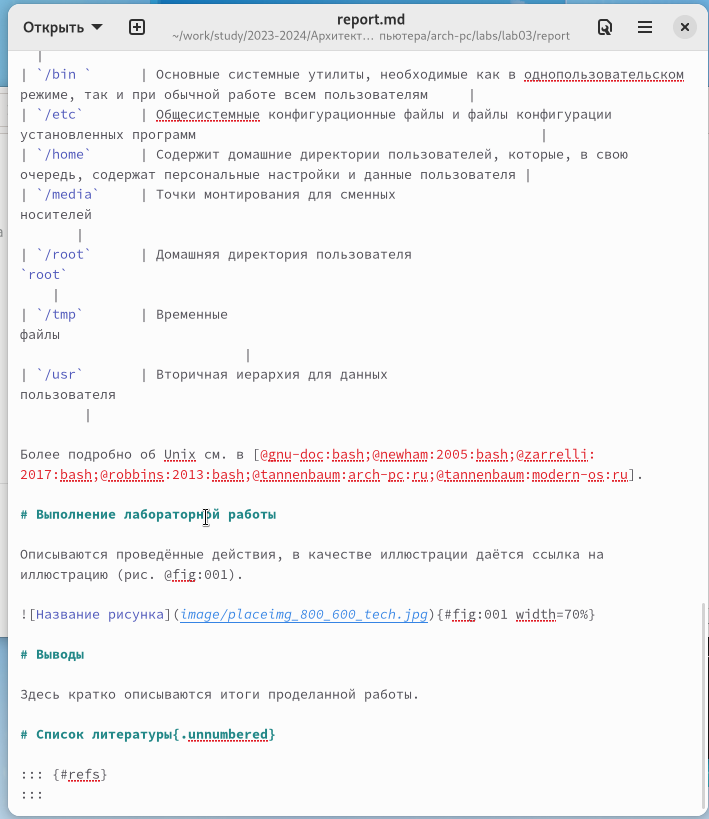 Открыть
report.md
~/work/study/2023-2024/Архитект… пьютера/arch-pc/labs/lab03/report
|
| `/bin `      | Основные системные утилиты, необходимые как в однопользовательском
режиме, так и при обычной работе всем пользователям     |
| `/etc`       | Общесистемные конфигурационные файлы и файлы конфигурации
установленных программ                                           |
| `/home`      | Содержит домашние директории пользователей, которые, в свою
очередь, содержат персональные настройки и данные пользователя |
| `/media`     | Точки монтирования для сменных
носителей
|
| `/root`      | Домашняя директория пользователя
`root`
|
| `/tmp`       | Временные
файлы
|
| `/usr`       | Вторичная иерархия для данных
пользователя
|
Более подробно об Unix см. в [@gnu-doc:bash;@newham:2005:bash;@zarrelli:
2017:bash;@robbins:2013:bash;@tannenbaum:arch-pc:ru;@tannenbaum:modern-os:ru].
# Выполнение лабораторной работы
Описываются проведённые действия, в качестве иллюстрации даётся ссылка на
иллюстрацию (рис. @fig:001).
![Название рисунка](image/placeimg_800_600_tech.jpg){#fig:001 width=70%}
# Выводы
Здесь кратко описываются итоги проделанной работы.
# Список литературы{.unnumbered}
::: {#refs}
:::